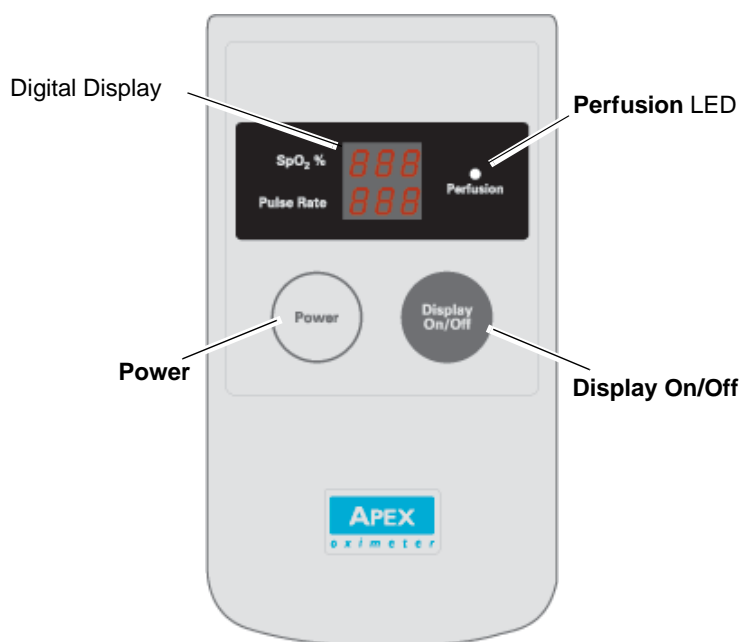 Digital Display
Perfusion LED
SpO₂ %
888
Perfusion
Pulse Rate
888
Power
Display
On/Off
Power
Display On/Off
APEX
oximeter